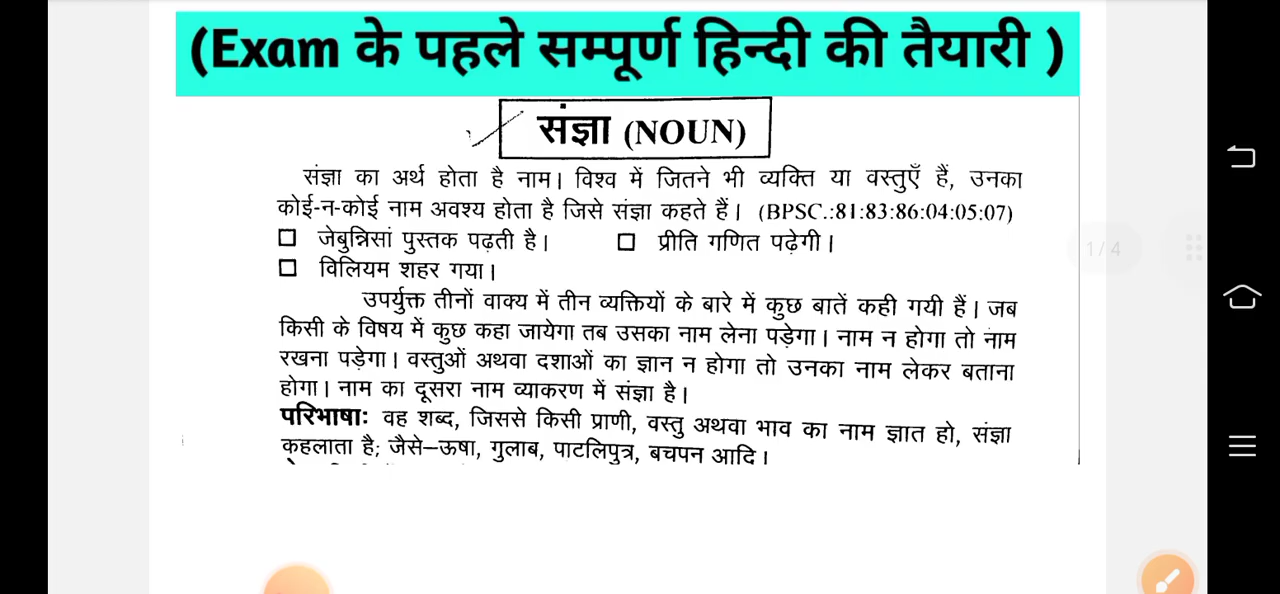 (Exam के पहले सम्पूर्ण हिन्दी की तैयारी )
संज्ञा (NOUN)
संज्ञा का अर्थ होता है नाम। विश्व में जितने भी व्यक्ति या वस्तुएँ हैं, उनका
कोई-न-कोई नाम अवश्य होता है जिसे संज्ञा कहते हैं। (BPSC.:81:83:86:04:05:07)
जेबुन्निसां पुस्तक पढ़ती है। प्रीति गणित पढ़ेगी।
विलियम शहर गया।
उपर्युक्त तीनों वाक्य में तीन व्यक्तियों के बारे में कुछ बातें कही गयी हैं। जब
किसी के विषय में कुछ कहा जायेगा तब उसका नाम लेना पड़ेगा। नाम न होगा तो नाम
रखना पड़ेगा। वस्तुओं अथवा दशाओं का ज्ञान न होगा तो उनका नाम लेकर बताना
होगा। नाम का दूसरा नाम व्याकरण में संज्ञा है।
परिभाषाः वह शब्द, जिससे किसी प्राणी, वस्तु अथवा भाव का नाम ज्ञात हो, संज्ञा
कहलाता है; जैसे–ऊषा, गुलाब, पाटलिपुत्र, बचपन आदि।
1/4